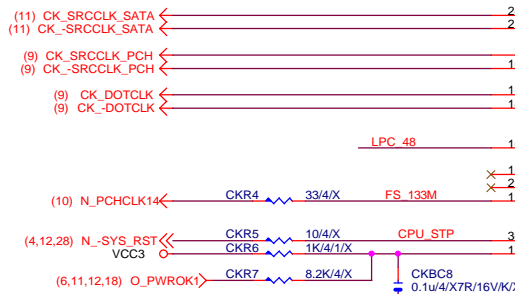 (11) CK_SRCCLK_SATA 2
(11) CK_-SRCCLK_SATA 2
(9) CK_SRCCLK_PCH
(9) CK_-SRCCLK_PCH 1
(9) CK_DOTCLK 1
(9) CK_-DOTCLK 1
LPC_48 1
1
2
(10) N_PCHCLK14 CKR4 33/4/X FS_133M 1
(4,12,28) N_-SYS_RST CKR5 10/4/X CPU_STP 3
VCC3 CKR6 1K/4/1/X 1
(6,11,12,18) O_PWROK1 CKR7 8.2K/4/X CKBC8
0.1u/4/X7R/16V/K/X